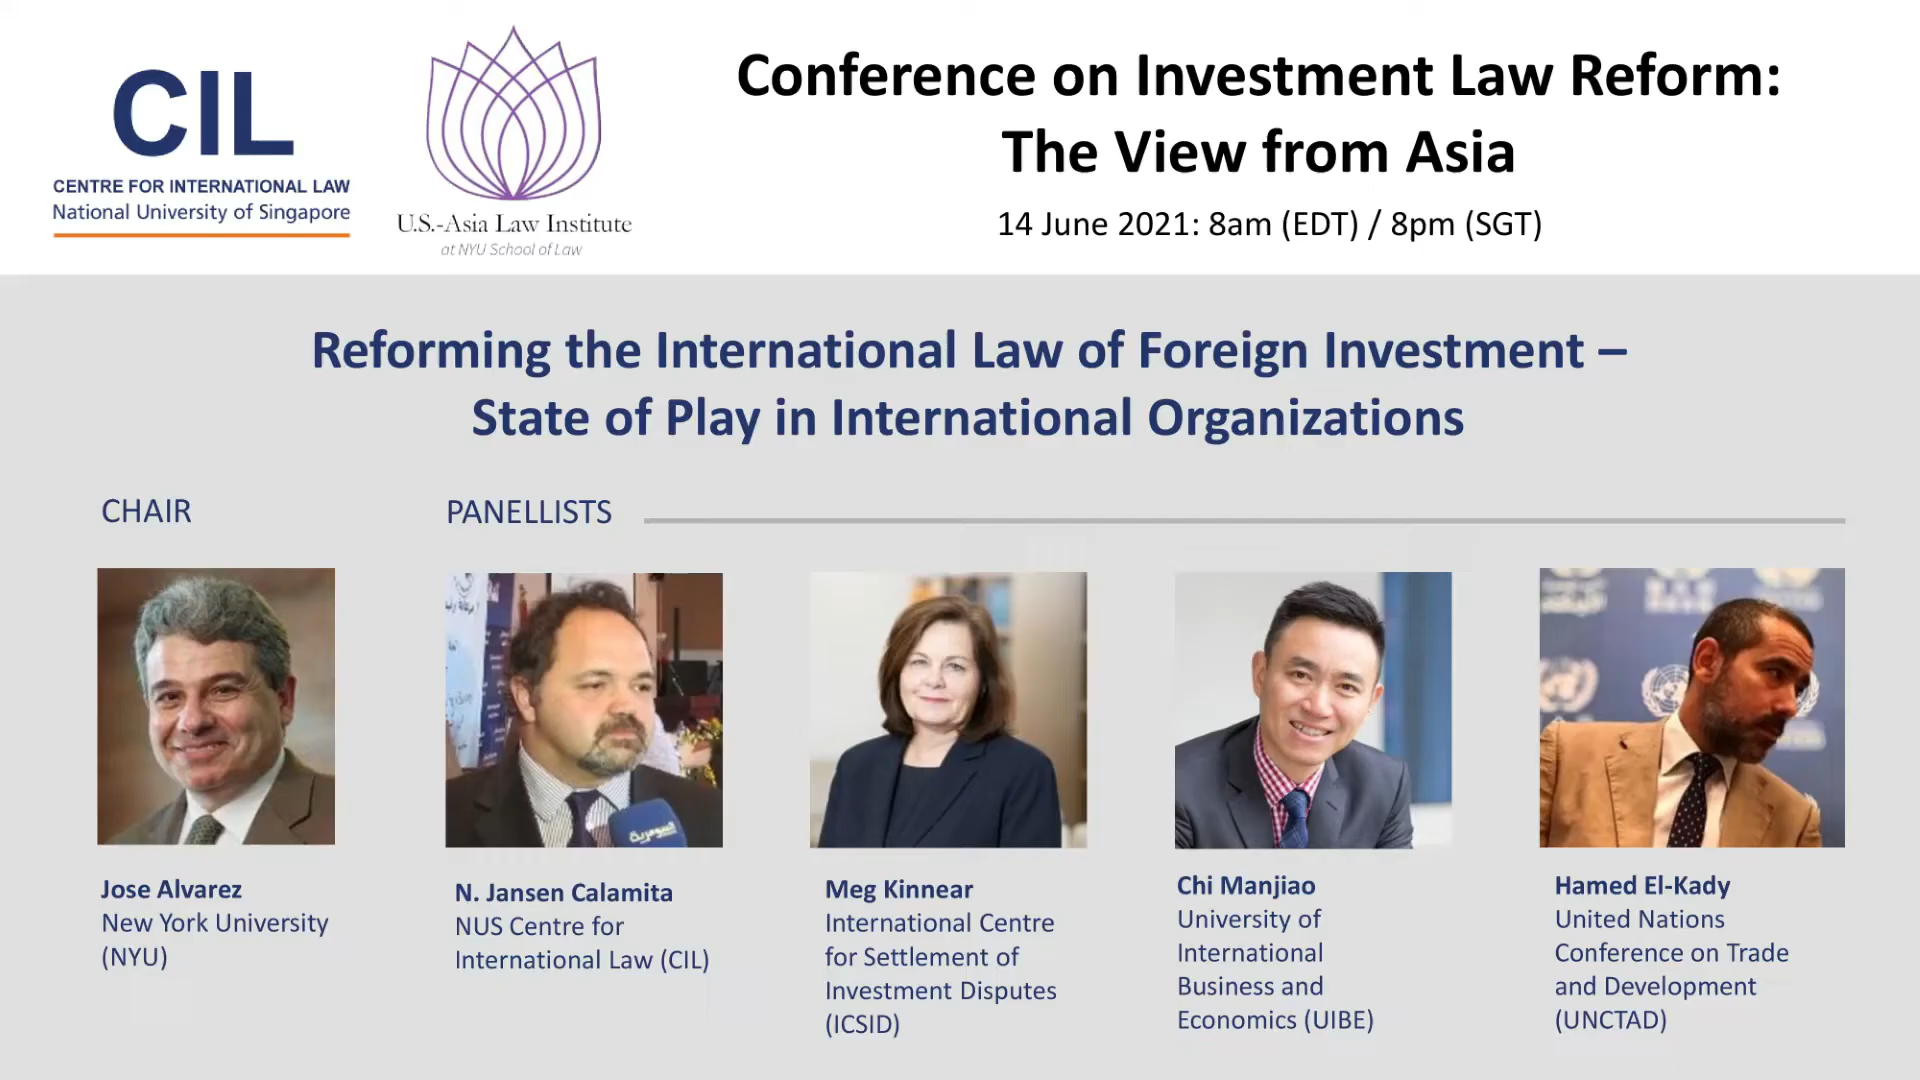 CIL
CENTRE FOR INTERNATIONAL LAW
National University of Singapore
U.S.-Asia Law Institute
at NYU School of Law
Conference on Investment Law Reform:
The View from Asia
14 June 2021: 8am (EDT) / 8pm (SGT)
Reforming the International Law of Foreign Investment –
State of Play in International Organizations
CHAIR
PANELLISTS
Jose Alvarez
New York University
(NYU)
السومرية
N. Jansen Calamita
NUS Centre for
International Law (CIL)
Meg Kinnear
International Centre
for Settlement of
Investment Disputes
(ICSID)
Chi Manjiao
University of
International
Business and
Economics (UIBE)
Hamed El-Kady
United Nations
Conference on Trade
and Development
(UNCTAD)